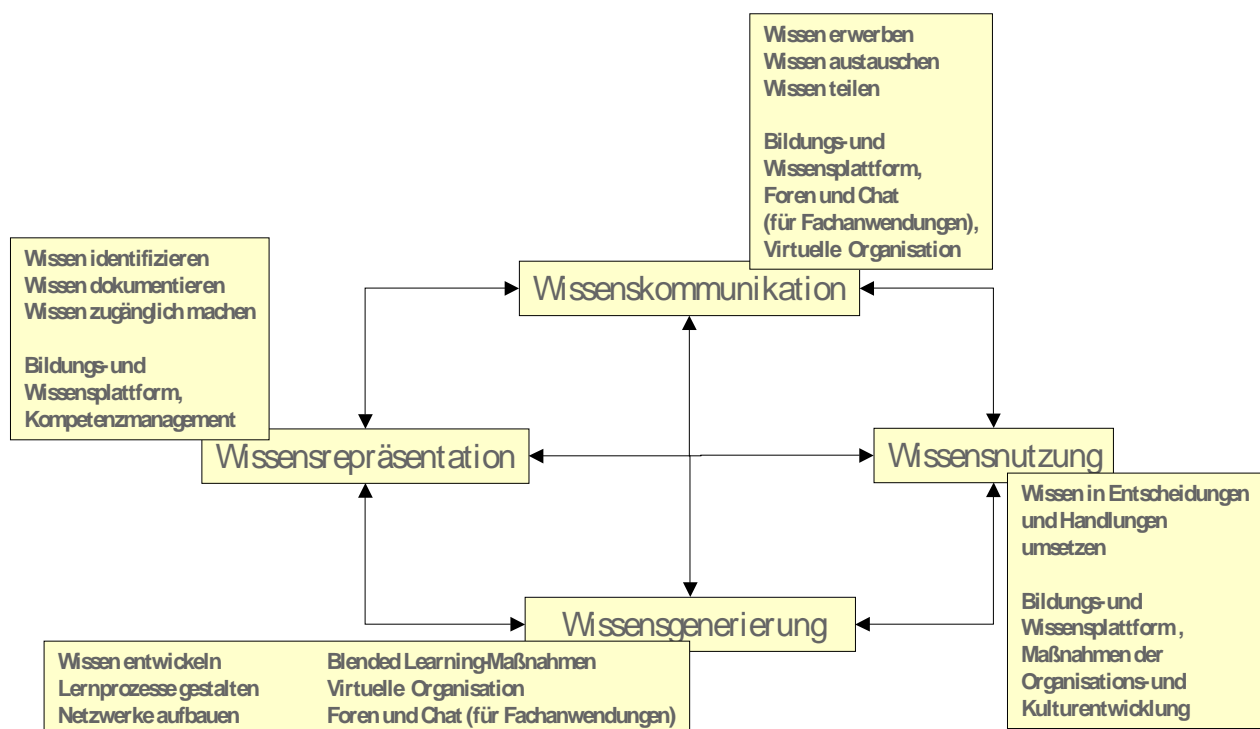 Wissen erwerben
Wissen austauschen
Wissen teilen
Bildungs- und
Wissensplattform,
Foren und Chat
(für Fachanwendungen),
Virtuelle Organisation
Wissenskommunikation
Wissen identifizieren
Wissen dokumentieren
Wissen zugänglich machen
Bildungs- und
Wissensplattform,
Kompetenzmanagement
Wissensrepräsentation
Wissensnutzung
Wissen in Entscheidungen
und Handlungen
umsetzen
Bildungs- und
Wissensplattform,
Maßnahmen der
Organisations- und
Kulturentwicklung
Wissensgenerierung
Wissen entwickeln
Lernprozesse gestalten
Netzwerke aufbauen
Blended Learning-Maßnahmen
Virtuelle Organisation
Foren und Chat (für Fachanwendungen)